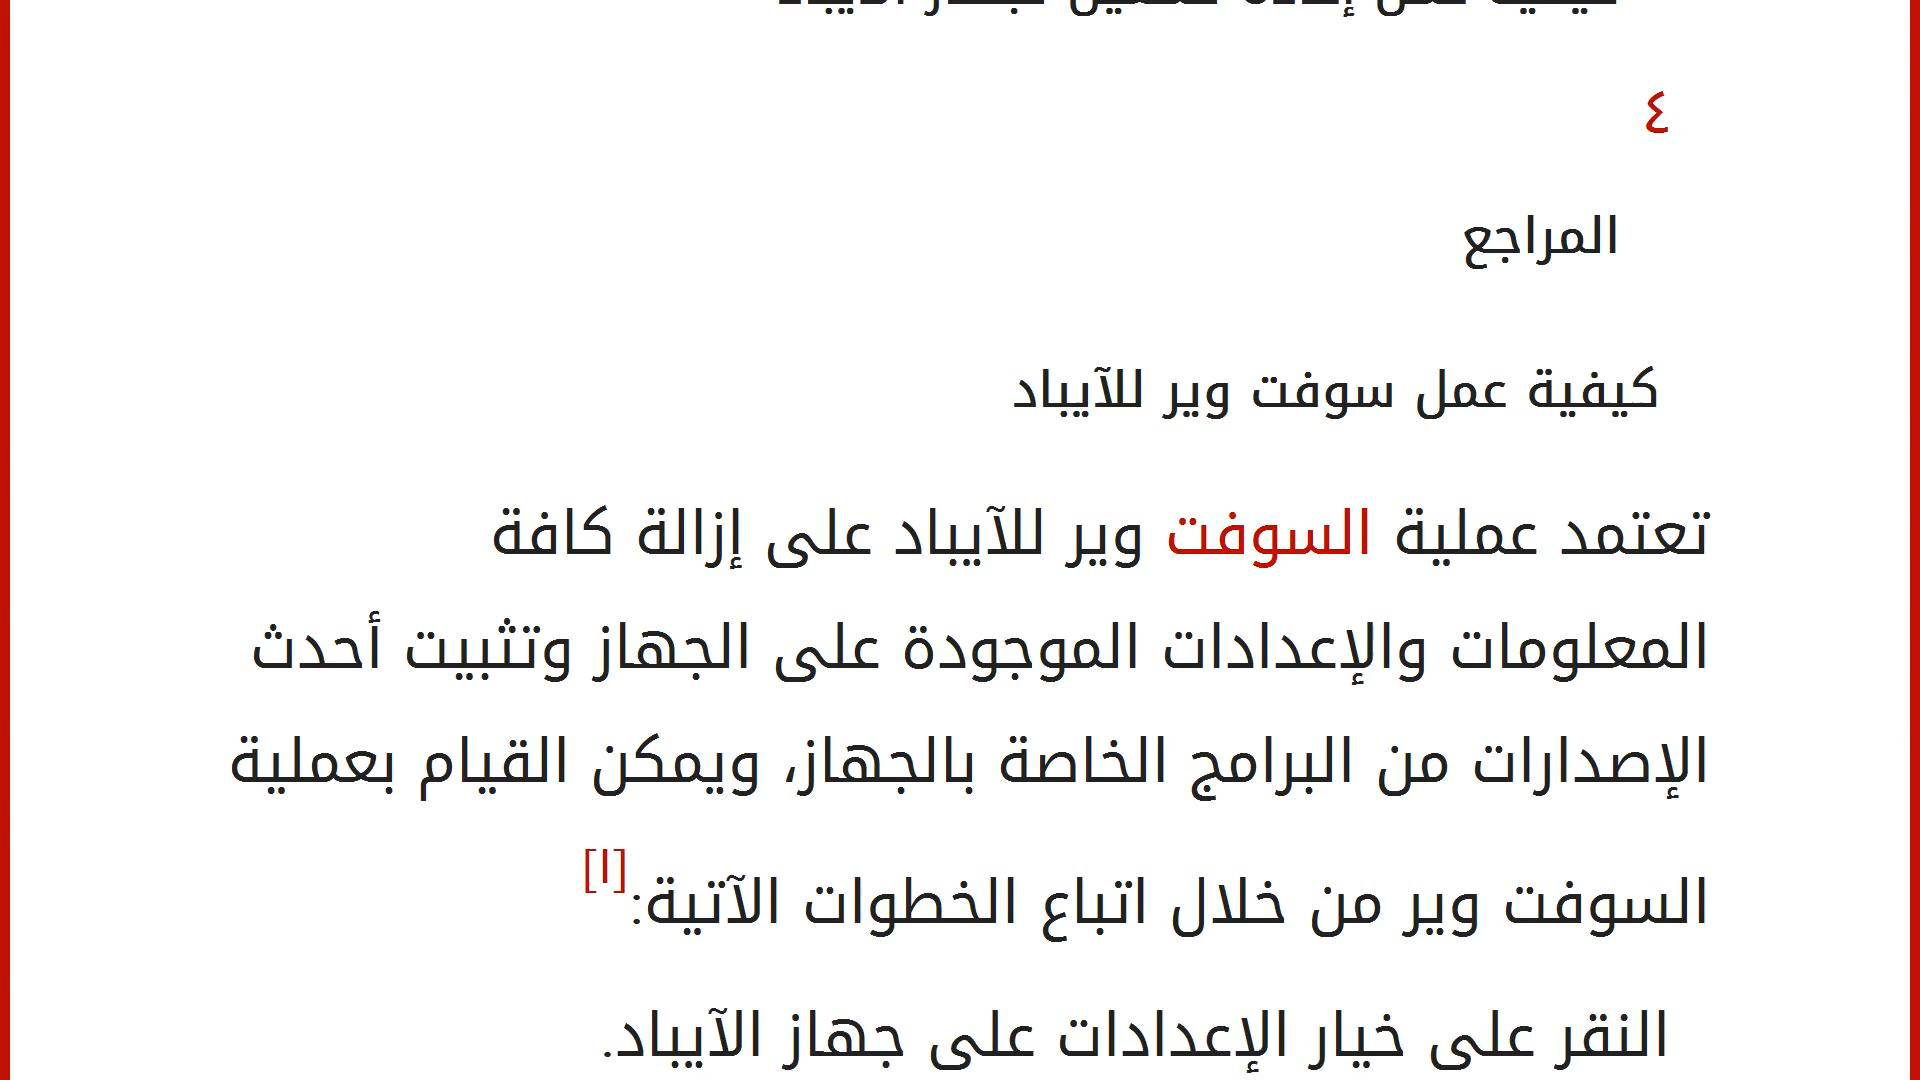 ٤
المراجع
كيفية عمل سوفت وير للآيباد
تعتمد عملية السوفت وير للآيباد على إزالة كافة
المعلومات والإعدادات الموجودة على الجهاز وتثبيت أحدث
الإصدارات من البرامج الخاصة بالجهاز، ويمكن القيام بعملية
السوفت وير من خلال اتباع الخطوات الآتية:[١]
النقر على خيار الإعدادات على جهاز الآيباد.